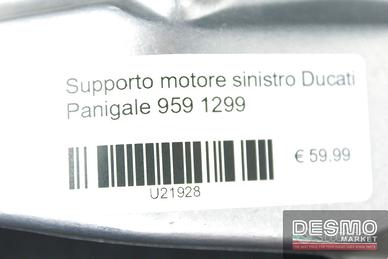 Supporto motore sinistro Ducati
Panigale 959 1299
€ 59.99
U21928
DESMO
MARKET